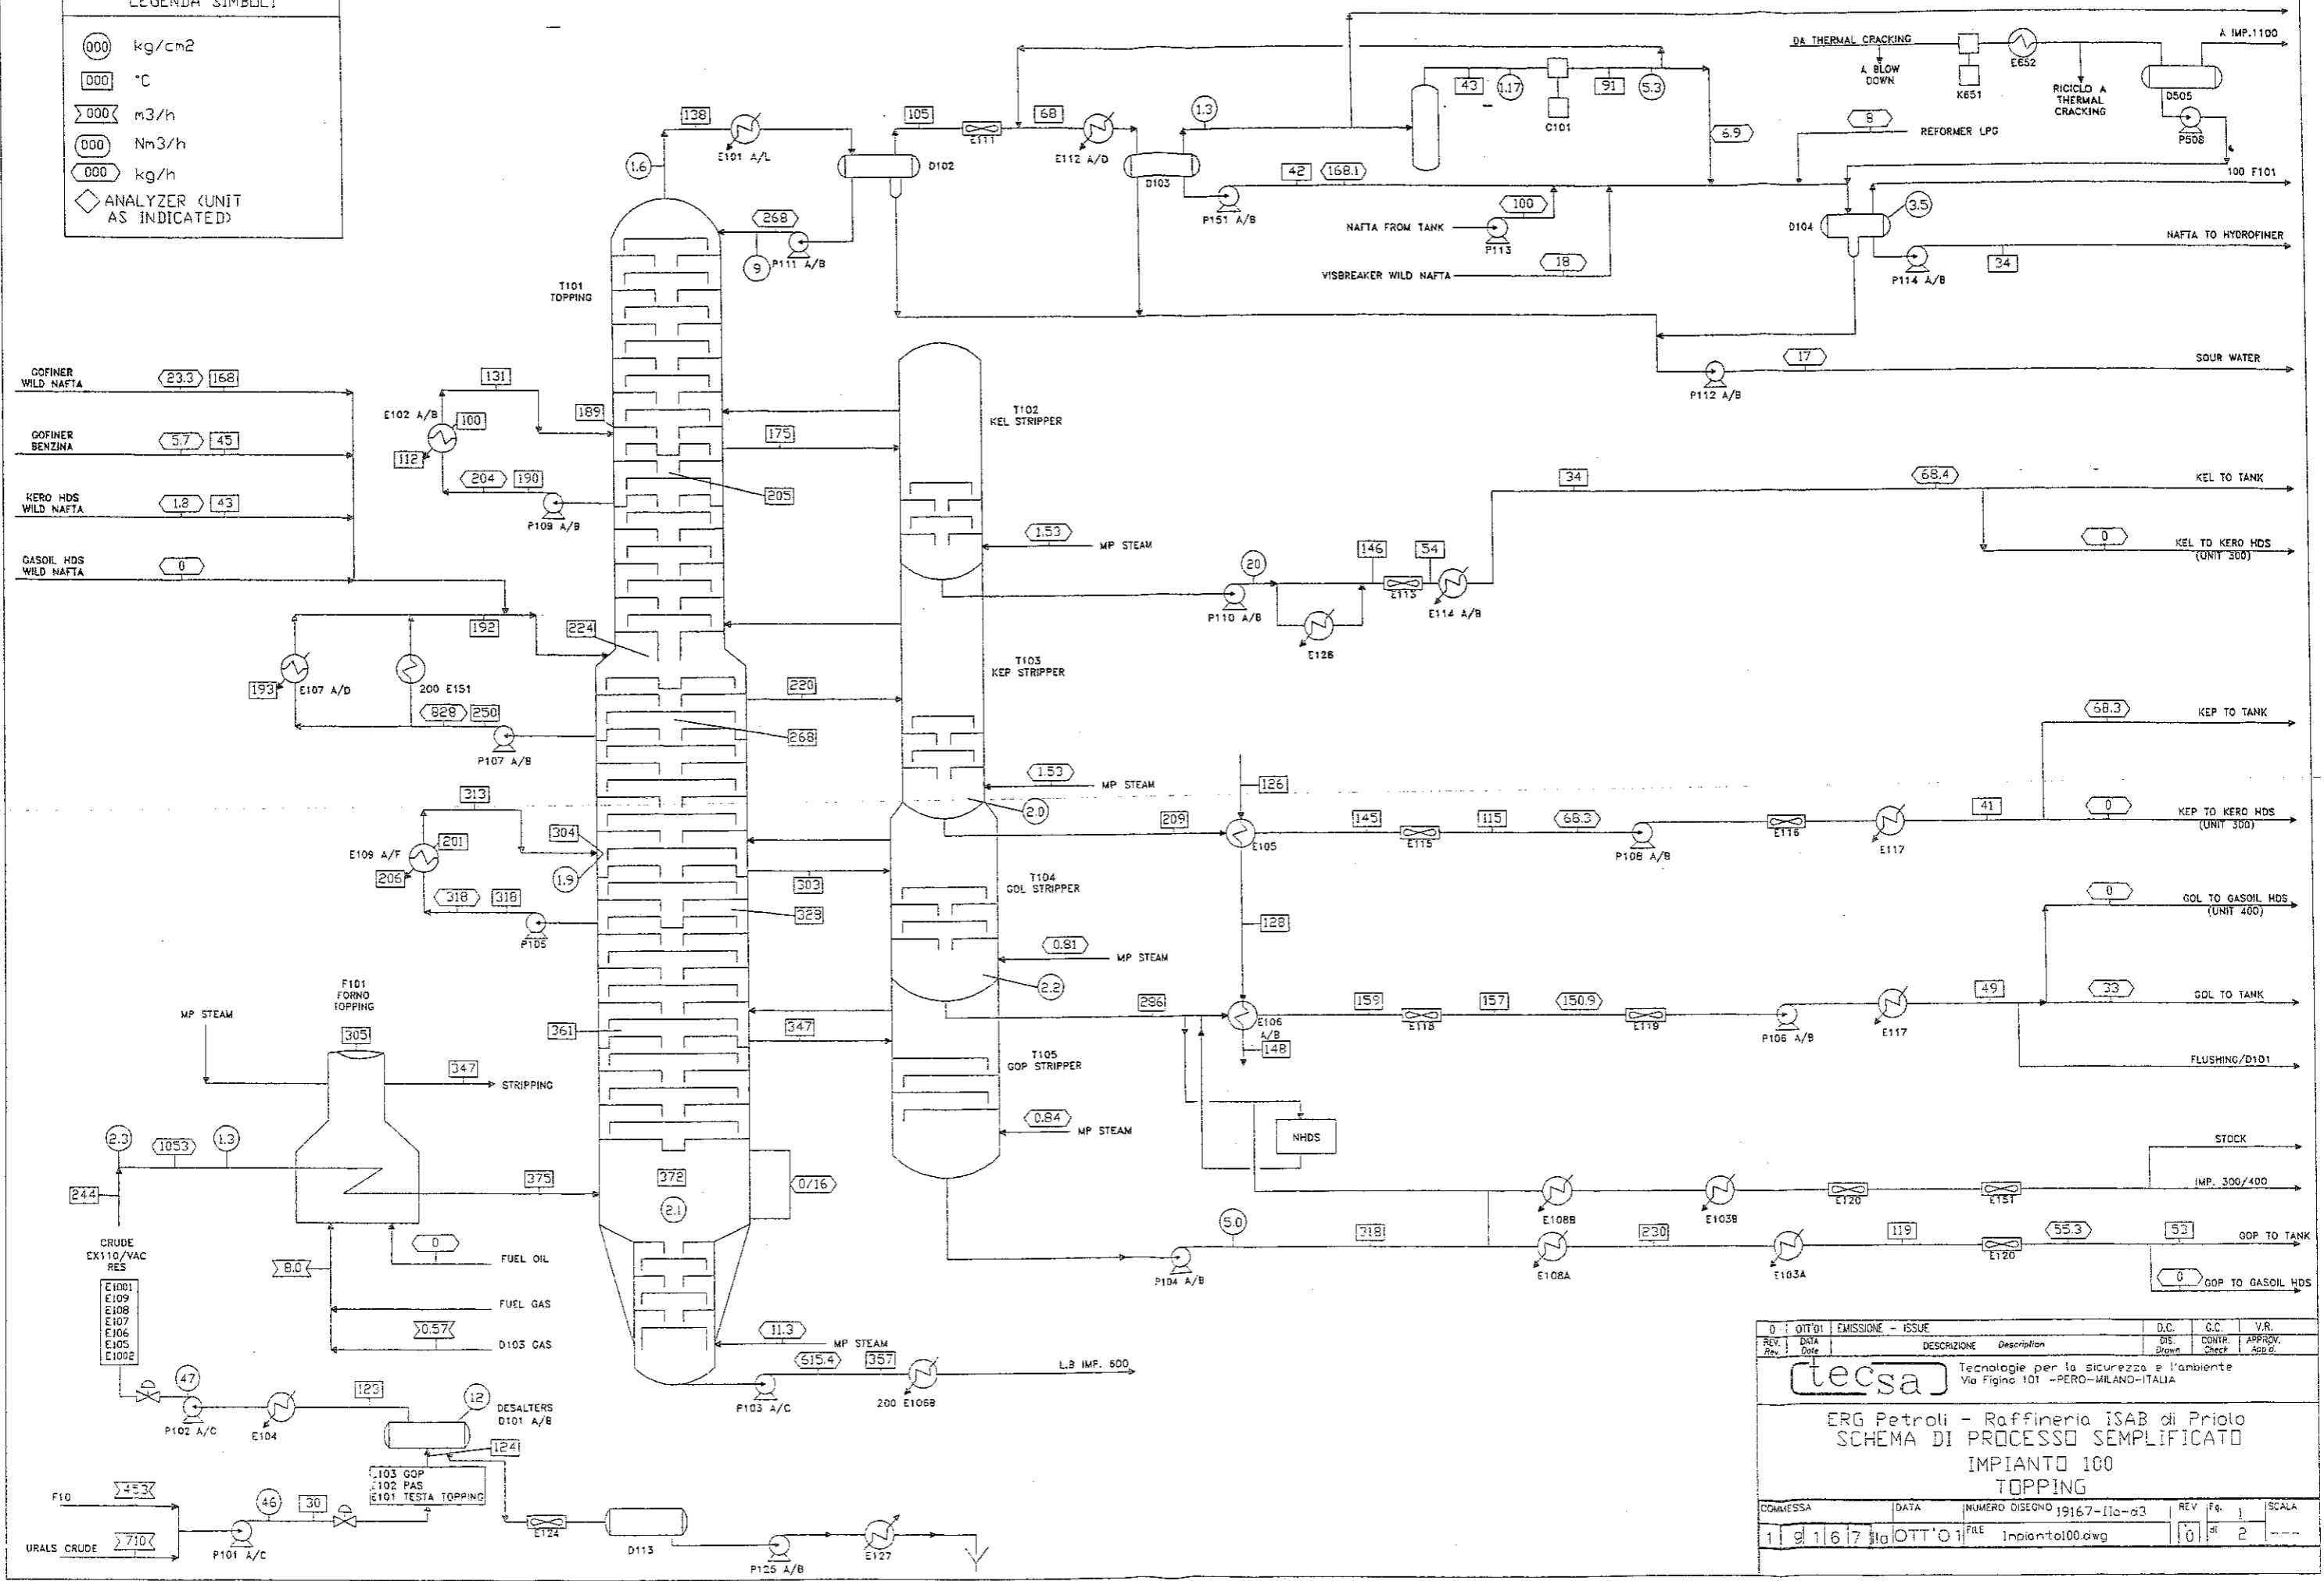 LEGENDA SIMBOLI
000 kg/cm2
000 °C
000 m3/h
000 Nm3/h
000 kg/h
ANALYZER (UNIT
AS INDICATED)
138
E101 A/L
1.6
105
E111
68
E112 A/D
D102
D103
1.3
43
1.17
91
5.3
C101
6.9
DA THERMAL CRACKING
A BLOW
DOWN
K651
E652
RICICLO A
THERMAL
CRACKING
D505
A IMP.1100
P508
8
REFORMER LPG
100 F101
42
168.1
P151 A/B
NAFTA FROM TANK
100
P113
VISBREAKER WILD NAFTA
18
D104
3.5
NAFTA TO HYDROFINER
34
P114 A/B
268
9
P111 A/B
T101
TOPPING
17
SOUR WATER
P112 A/B
GOFINER
WILD NAFTA
23.3
168
GOFINER
BENZINA
5.7
45
KERO HDS
WILD NAFTA
1.8
43
GASOIL HDS
WILD NAFTA
0
131
E102 A/B
100
112
204
190
P109 A/B
189
175
205
T102
KEL STRIPPER
1.53
MP STEAM
20
P110 A/B
E126
146
54
E113
E114 A/B
34
68.4
KEL TO TANK
0
KEL TO KERO HDS
(UNIT 300)
192
193
E107 A/D
200 E151
828
250
P107 A/B
224
220
268
T103
KEP STRIPPER
1.53
MP STEAM
2.0
209
126
E105
145
E115
115
68.3
P108 A/B
E116
E117
41
68.3
KEP TO TANK
0
KEP TO KERO HDS
(UNIT 300)
313
E109 A/F
201
206
318
318
P105
304
1.9
303
328
T104
GOL STRIPPER
0.81
MP STEAM
2.2
128
286
E106
A/B
148
159
E118
157
150.9
E119
P106 A/B
E117
49
0
GOL TO GASOIL HDS
(UNIT 400)
33
GOL TO TANK
FLUSHING/D101
F101
FORNO
TOPPING
305
MP STEAM
347
STRIPPING
361
347
T105
GOP STRIPPER
0.84
MP STEAM
NHDS
STOCK
IMP. 300/400
E108B
E103B
E120
E151
2.3
1053
1.3
244
375
372
2.1
0/16
5.0
P104 A/B
318
E108A
230
E103A
119
E120
55.3
53
GOP TO TANK
0
GOP TO GASOIL HDS
CRUDE
EX110/VAC
RES
E1001
E109
E108
E107
E106
E105
E1002
8.0
0
FUEL OIL
FUEL GAS
0.57
D103 GAS
11.3
MP STEAM
615.4
357
P103 A/C
200 E106B
L.B IMF. 600
47
P102 A/C
E104
123
12
DESALTERS
D101 A/B
124
E103 GOP
E102 PAS
E101 TESTA TOPPING
F10
453
URALS CRUDE
710
46
30
P101 A/C
E124
D113
P125 A/B
E127
0 OTT'01 EMISSIONE - ISSUE D.C. G.C. V.R.
REV. DATA DESCRIZIONE Description DIS. CONTR. APPROV.
Rev. Date Drawn Check App'd.
tecsa
Tecnologie per la sicurezza e l'ambiente
Via Figino 101 -PERO-MILANO-ITALIA
ERG Petroli - Raffineria ISAB di Priolo
SCHEMA DI PROCESSO SEMPLIFICATO
IMPIANTO 100
TOPPING
COMMESSA DATA NUMERO DISEGNO 19167-IIa-d3 REV Fg. 1 SCALA
1 9 1 6 7 IIa OTT'01 FILE Inpianto100.dwg 0 di 2 ---